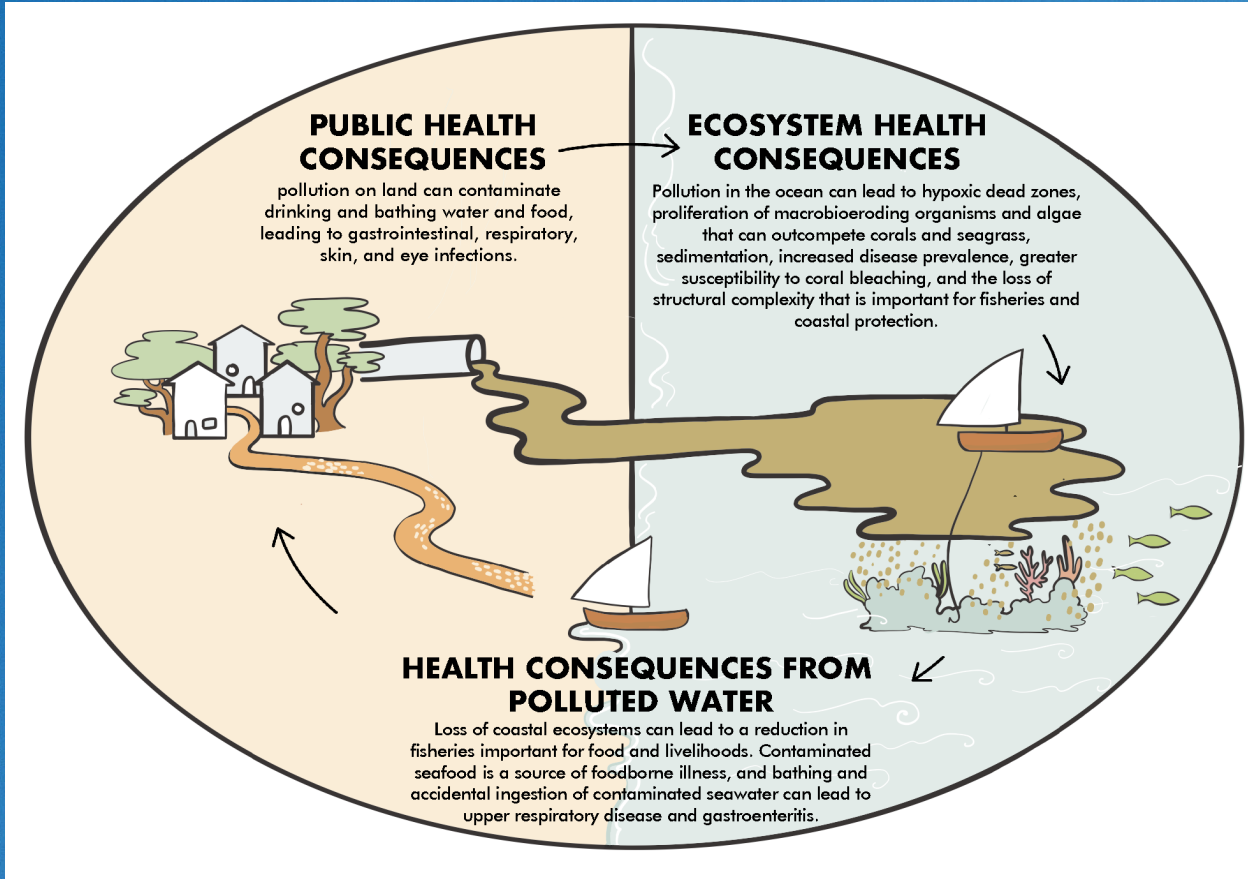 PUBLIC HEALTH
CONSEQUENCES
pollution on land can contaminate
drinking and bathing water and food,
leading to gastrointestinal, respiratory,
skin, and eye infections.
ECOSYSTEM HEALTH
CONSEQUENCES
Pollution in the ocean can lead to hypoxic dead zones,
proliferation of macrobioeroding organisms and algae
that can outcompete corals and seagrass,
sedimentation, increased disease prevalence, greater
susceptibility to coral bleaching, and the loss of
structural complexity that is important for fisheries and
coastal protection.
HEALTH CONSEQUENCES FROM
POLLUTED WATER
Loss of coastal ecosystems can lead to a reduction in
fisheries important for food and livelihoods. Contaminated
seafood is a source of foodborne illness, and bathing and
accidental ingestion of contaminated seawater can lead to
upper respiratory disease and gastroenteritis.